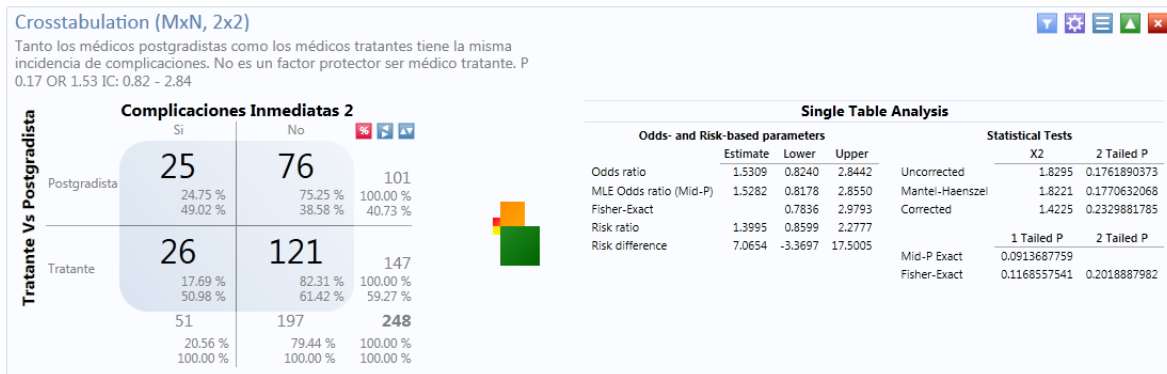 Crosstabulation (MxN, 2x2)
Tanto los médicos postgradistas como los médicos tratantes tiene la misma
incidencia de complicaciones. No es un factor protector ser médico tratante. P
0.17 OR 1.53 IC: 0.82 - 2.84
Tratante Vs Postgradista
Complicaciones Inmediatas 2
Si No %
Postgradista 25 76 101
24.75 % 75.25 % 100.00 %
49.02 % 38.58 % 40.73 %
Tratante 26 121 147
17.69 % 82.31 % 100.00 %
50.98 % 61.42 % 59.27 %
51 197 248
20.56 % 79.44 % 100.00 %
100.00 % 100.00 % 100.00 %
Single Table Analysis
Odds- and Risk-based parameters
Estimate Lower Upper
Odds ratio 1.5309 0.8240 2.8442
MLE Odds ratio (Mid-P) 1.5282 0.8178 2.8550
Fisher-Exact 0.7836 2.9793
Risk ratio 1.3995 0.8599 2.2777
Risk difference 7.0654 -3.3697 17.5005
Statistical Tests
X2 2 Tailed P
Uncorrected 1.8295 0.1761890373
Mantel-Haenszel 1.8221 0.1770632068
Corrected 1.4225 0.2329881785
1 Tailed P 2 Tailed P
Mid-P Exact 0.0913687759
Fisher-Exact 0.1168557541 0.2018887982